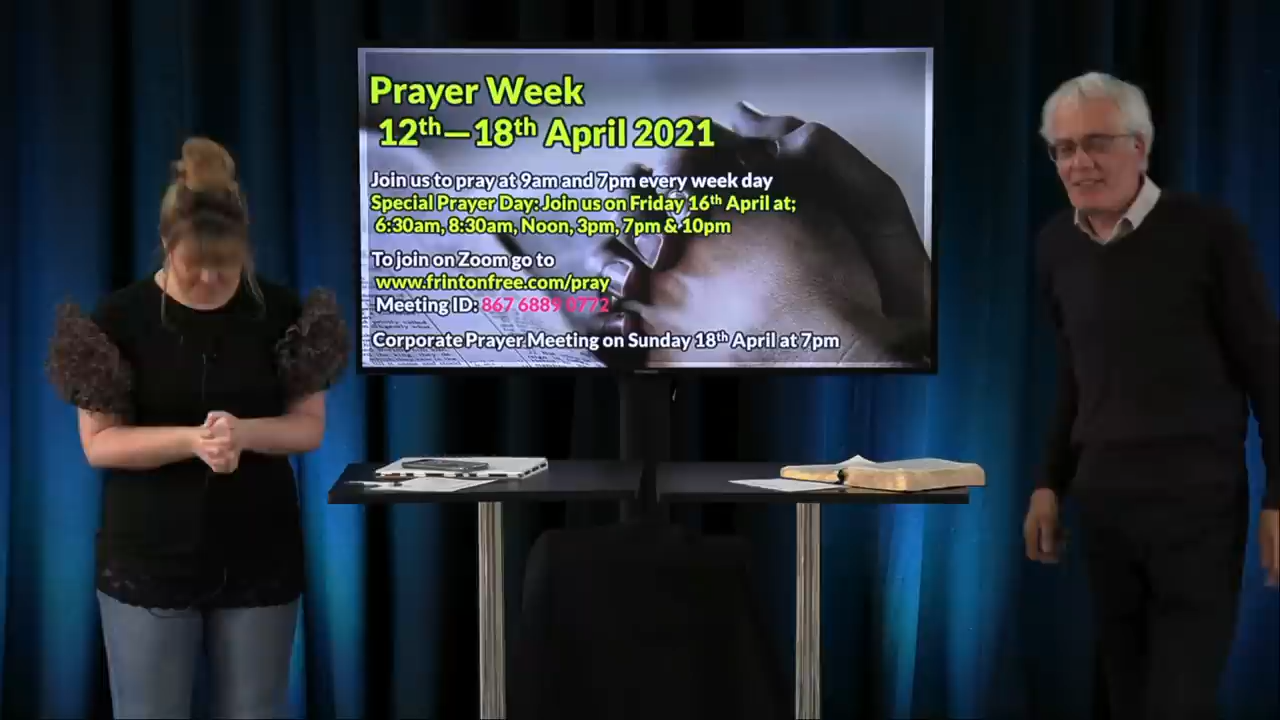 Prayer Week
12th—18th April 2021
Join us to pray at 9am and 7pm every week day
Special Prayer Day: Join us on Friday 16th April at;
6:30am, 8:30am, Noon, 3pm, 7pm & 10pm
To join on Zoom go to
www.frintonfree.com/pray
Meeting ID: 867 6889 0772
Corporate Prayer Meeting on Sunday 18th April at 7pm